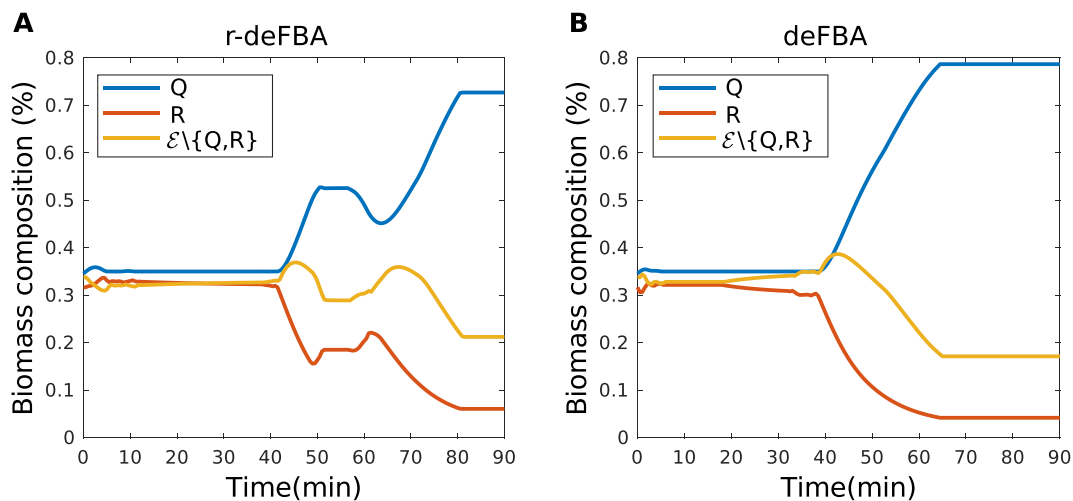 A
r-deFBA
Biomass composition (%)
0.8
0.7
0.6
0.5
0.4
0.3
0.2
0.1
0
Q
R
ℰ\{Q,R}
0 10 20 30 40 50 60 70 80 90
Time(min)
B
deFBA
Biomass composition (%)
0.8
0.7
0.6
0.5
0.4
0.3
0.2
0.1
0
Q
R
ℰ\{Q,R}
0 10 20 30 40 50 60 70 80 90
Time(min)